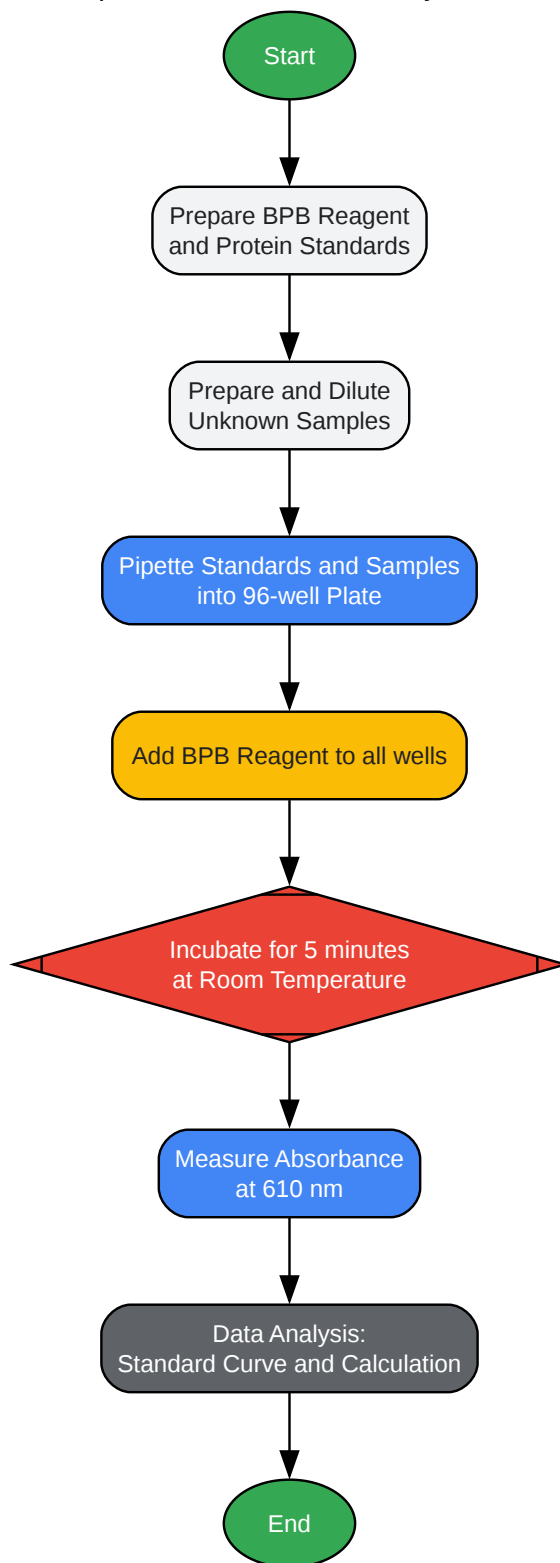 Start
Prepare BPB Reagent
and Protein Standards
Prepare and Dilute
Unknown Samples
Pipette Standards and Samples
into 96-well Plate
Add BPB Reagent to all wells
Incubate for 5 minutes
at Room Temperature
Measure Absorbance
at 610 nm
Data Analysis:
Standard Curve and Calculation
End